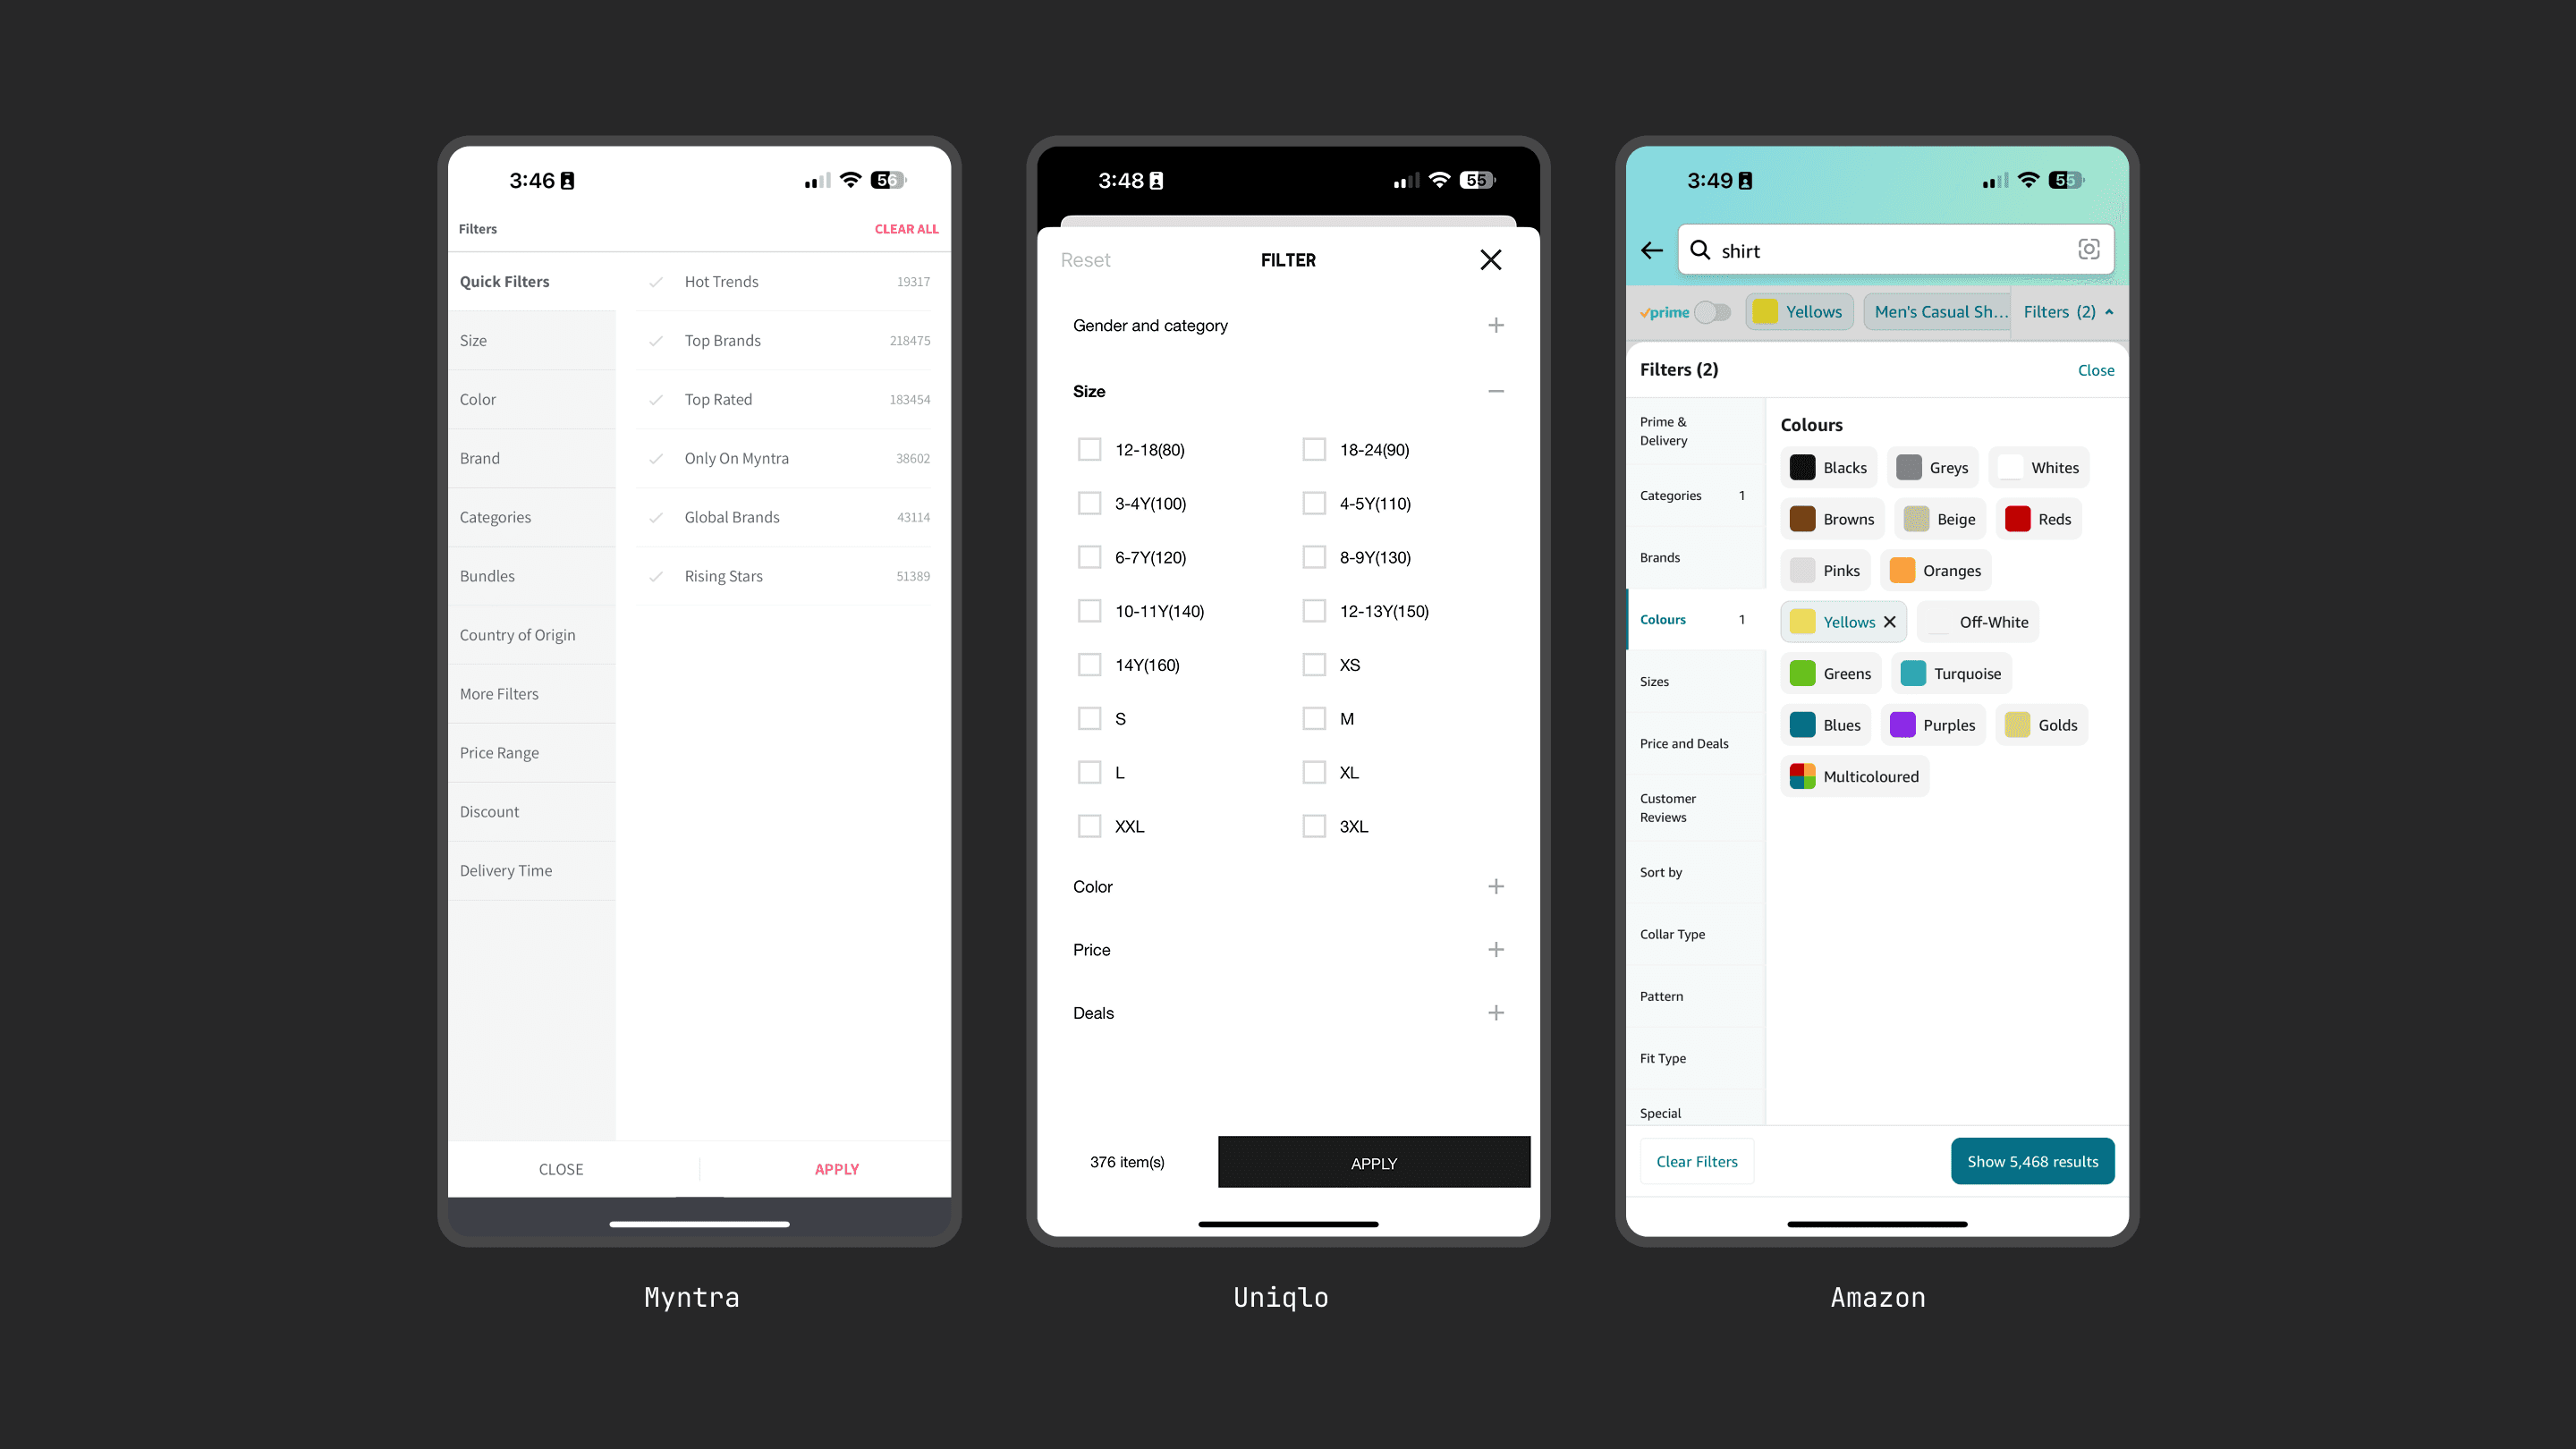 3:46
56
Filters
CLEAR ALL
Quick Filters
Size
Color
Brand
Categories
Bundles
Country of Origin
More Filters
Price Range
Discount
Delivery Time
Hot Trends 19317
Top Brands 218475
Top Rated 183454
Only On Myntra 38602
Global Brands 43114
Rising Stars 51389
CLOSE
APPLY
Myntra
3:48
55
Reset
FILTER
Gender and category
Size
12-18(80)
18-24(90)
3-4Y(100)
4-5Y(110)
6-7Y(120)
8-9Y(130)
10-11Y(140)
12-13Y(150)
14Y(160)
XS
S
M
L
XL
XXL
3XL
Color
Price
Deals
376 item(s)
APPLY
Uniqlo
3:49
55
shirt
prime
Yellows
Men's Casual Sh...
Filters (2)
Filters (2)
Close
Prime &
Delivery
Categories 1
Brands
Colours 1
Sizes
Price and Deals
Customer
Reviews
Sort by
Collar Type
Pattern
Fit Type
Special
Colours
Blacks
Greys
Whites
Browns
Beige
Reds
Pinks
Oranges
Yellows
Off-White
Greens
Turquoise
Blues
Purples
Golds
Multicoloured
Clear Filters
Show 5,468 results
Amazon